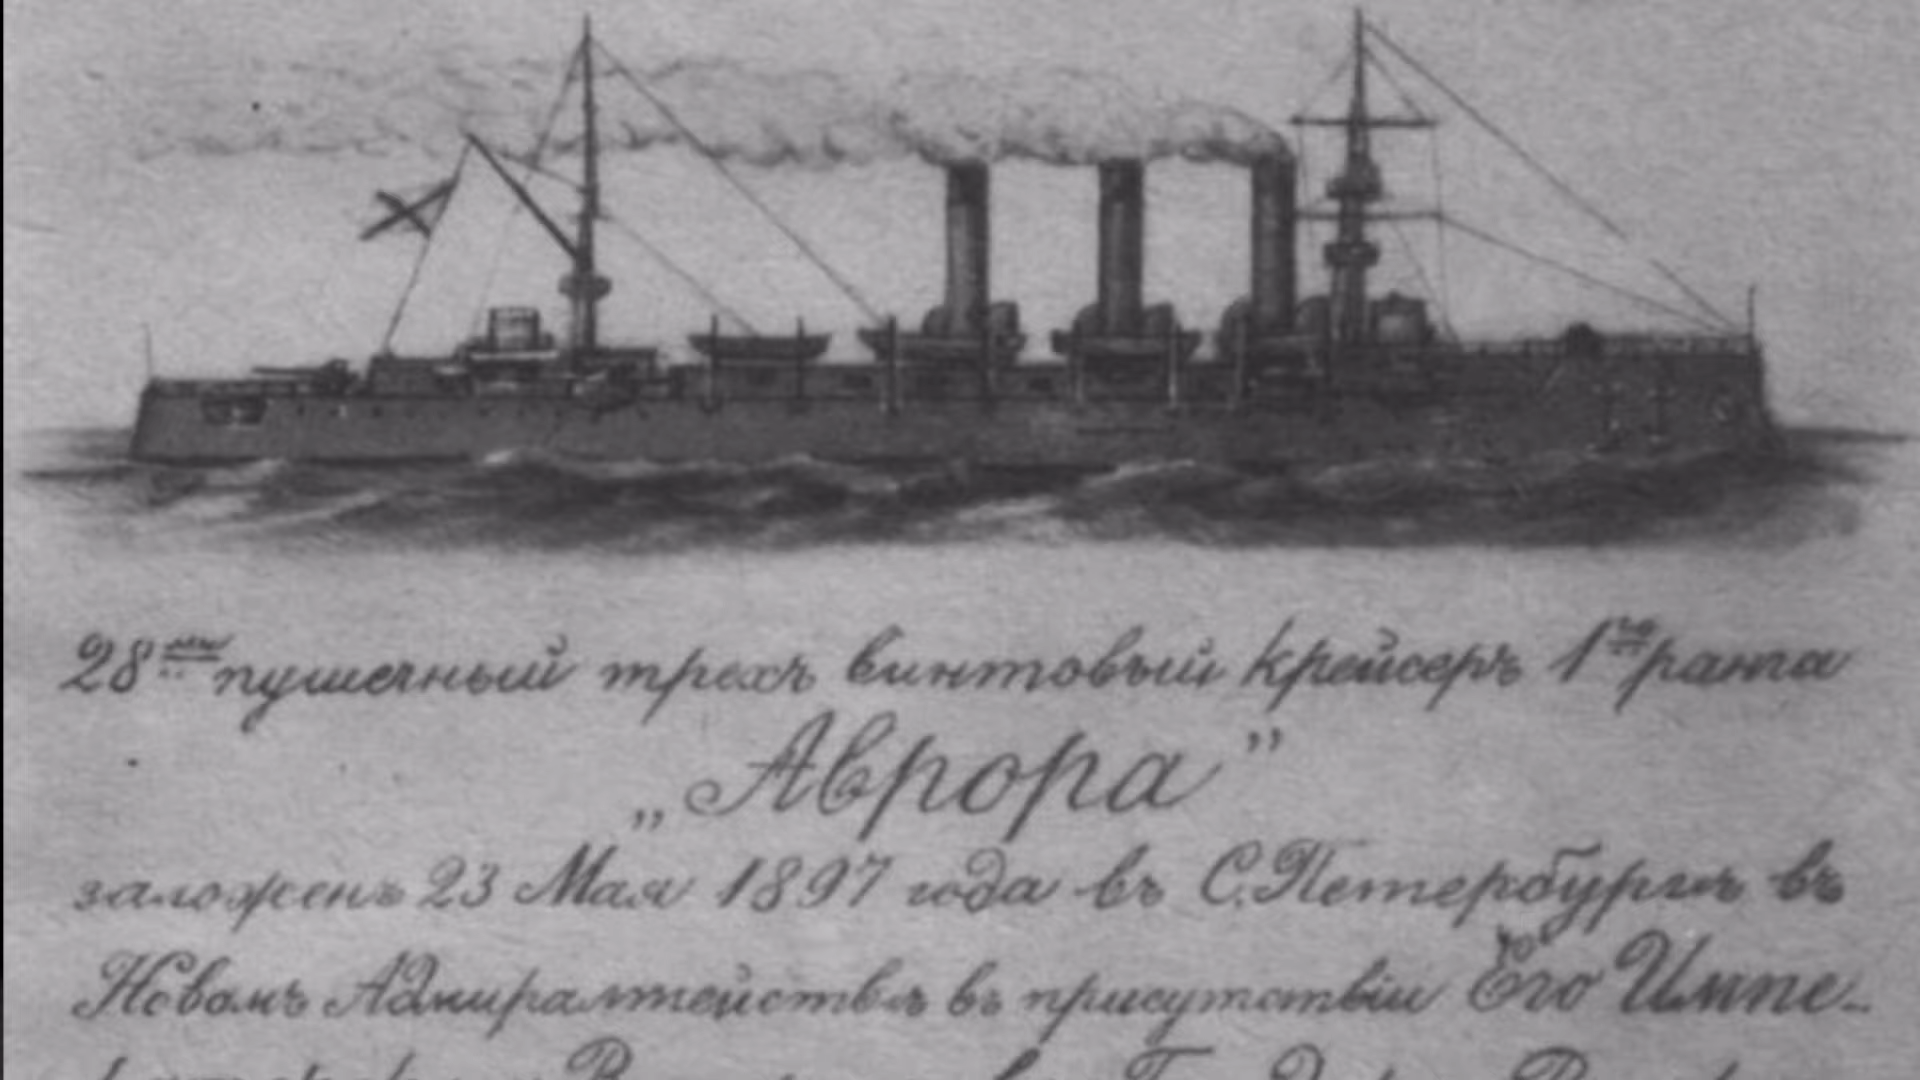 28ми пушечный трехъ винтовый крейсеръ 1го ранга
„Аврора”
заложенъ 23 Мая 1897 года въ С.Петербургѣ въ
Новомъ Адмиралтействѣ въ присутствіи Его Импе-